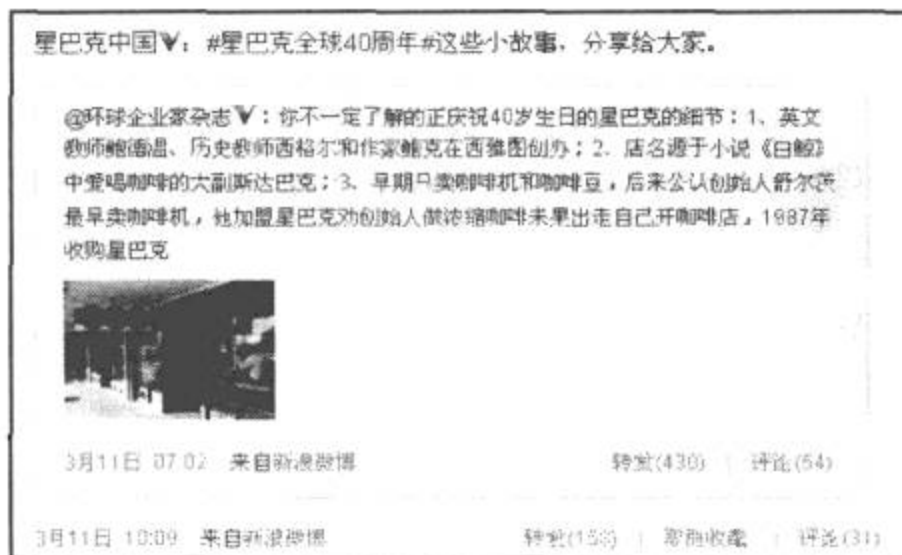 星巴克中国V：#星巴克全球40周年#这些小故事，分享给大家。
@环球企业家杂志V：你不一定了解的正庆祝40岁生日的星巴克的细节：1、英文
教师鲍德温、历史教师西格尔和作家鲍克在西雅图创办；2、店名源于小说《白鲸》
中爱喝咖啡的大副斯达巴克；3、早期只卖咖啡机和咖啡豆，后来公认创始人舒尔茨
最早卖咖啡机，他加盟星巴克劝创始人做浓缩咖啡未果出走自己开咖啡店，1987年
收购星巴克
3月11日 07:02 来自新浪微博 转发(430) | 评论(54)
3月11日 10:09 来自新浪微博 转发(153) | 取消收藏 | 评论(31)